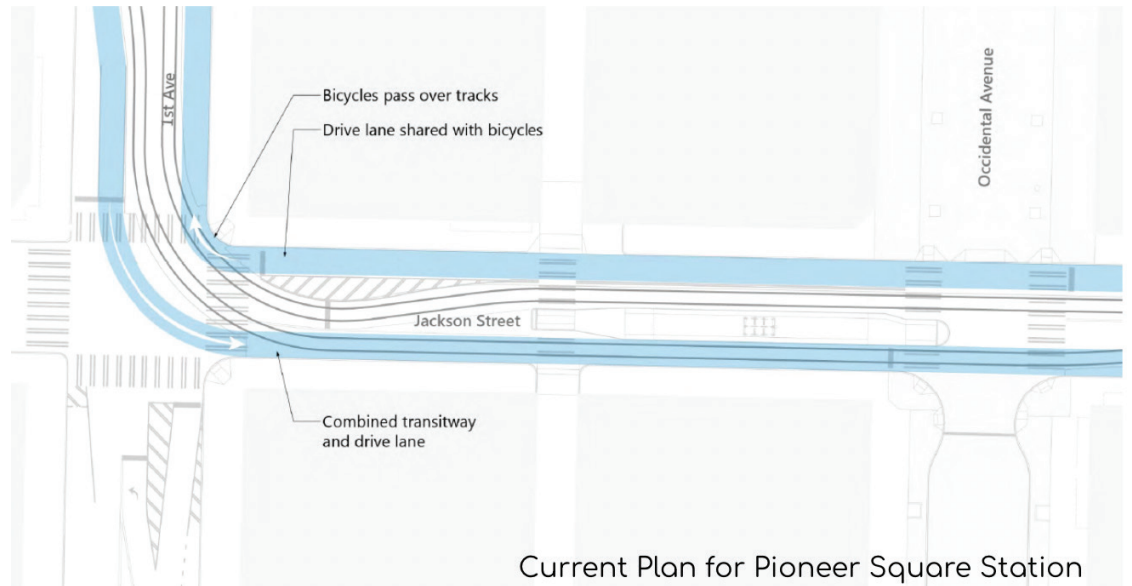 1st Ave
Bicycles pass over tracks
Drive lane shared with bicycles
Occidental Avenue
Jackson Street
Combined transitway
and drive lane
Current Plan for Pioneer Square Station